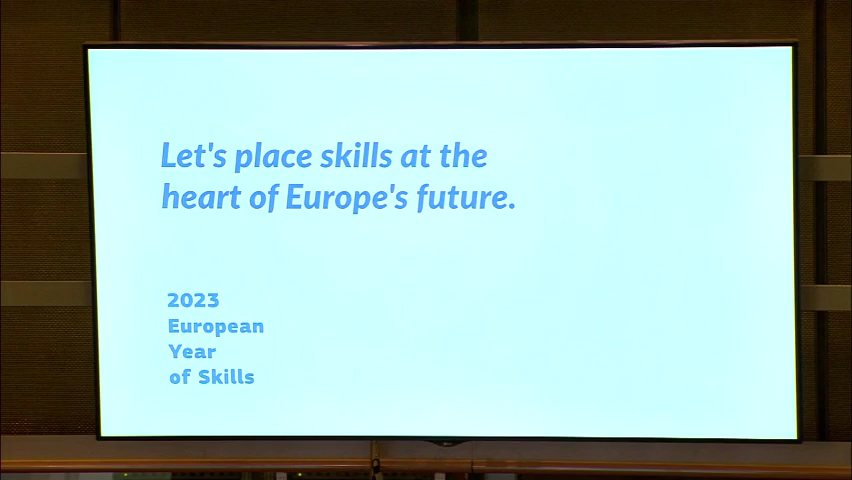 Let's place skills at the
heart of Europe's future.
2023
European
Year
of Skills